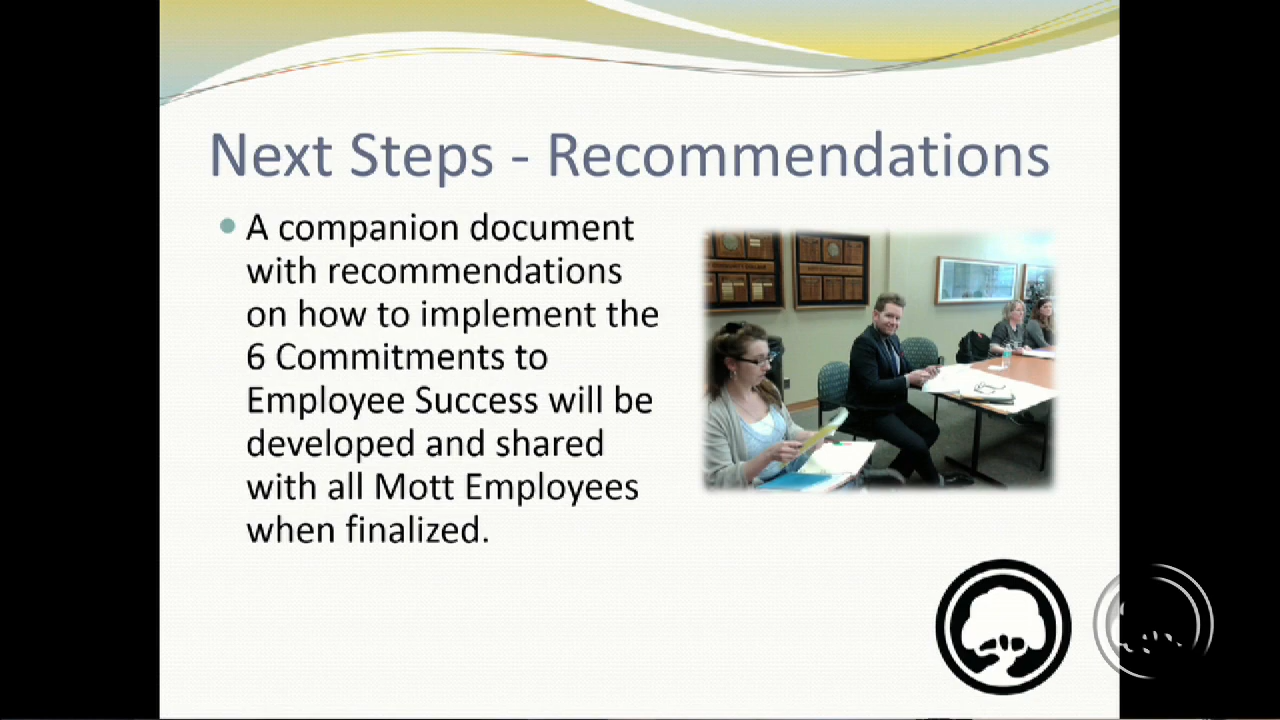 Next Steps - Recommendations
A companion document
with recommendations
on how to implement the
6 Commitments to
Employee Success will be
developed and shared
with all Mott Employees
when finalized.